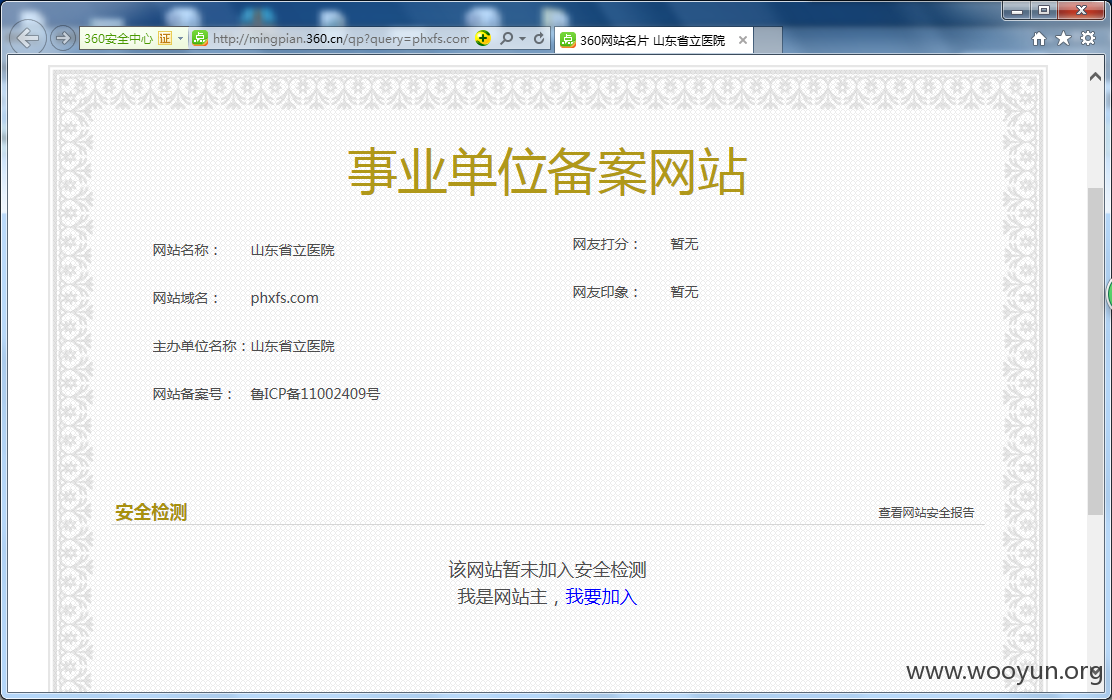 360安全中心 证 http://mingpian.360.cn/qp?query=phxfs.com 360网站名片 山东省立医院
事业单位备案网站
网站名称： 山东省立医院
网友打分： 暂无
网站域名： phxfs.com
网友印象： 暂无
主办单位名称：山东省立医院
网站备案号： 鲁ICP备11002409号
安全检测
查看网站安全报告
该网站暂未加入安全检测
我是网站主，我要加入
www.wooyun.org